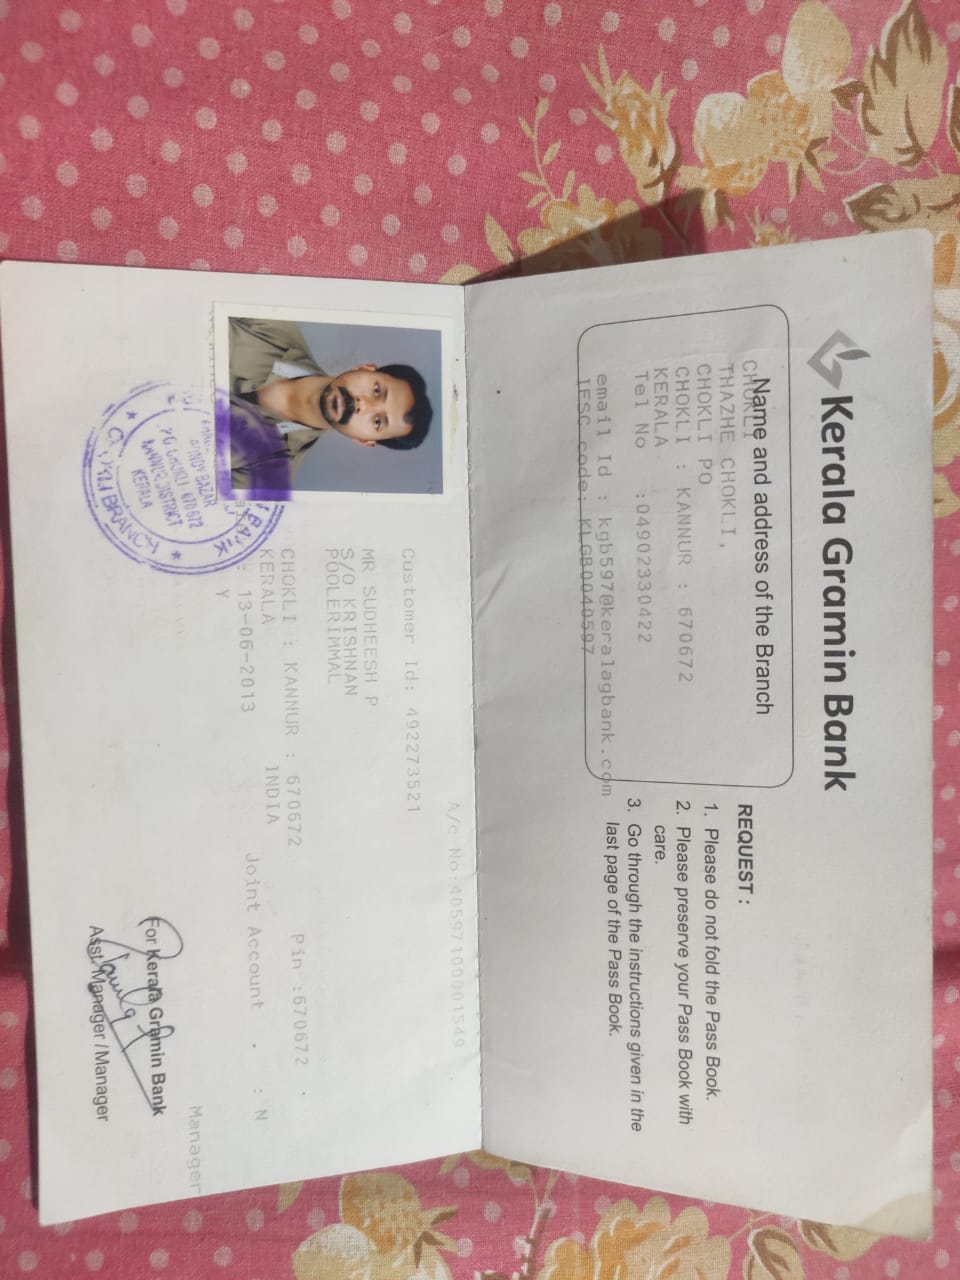 Kerala Gramin Bank
Name and address of the Branch
CHOKLI
THAZHE CHOKLI,
CHOKLI PO
CHOKLI : KANNUR : 670672
KERALA
Tel No :04902330422
email Id : kgb597@keralagbank.com
IFSC code: KLGB0040597
REQUEST :
1. Please do not fold the Pass Book.
2. Please preserve your Pass Book with
care.
3. Go through the instructions given in the
last page of the Pass Book.
A/c No:40597100001549
Customer Id: 492273521
MR SUDHEESH P
S/O KRISHNAN
POOLERIMMAL
CHOKLI : KANNUR : 670672 Pin :670672
KERALA INDIA
: 13-06-2013 Joint Account : N
Y
Manager
For Kerala Gramin Bank
Asst. Manager / Manager
BAZAR
PO CHOKLI 670672
KANNUR DISTRICT
KERALA
BRANCH